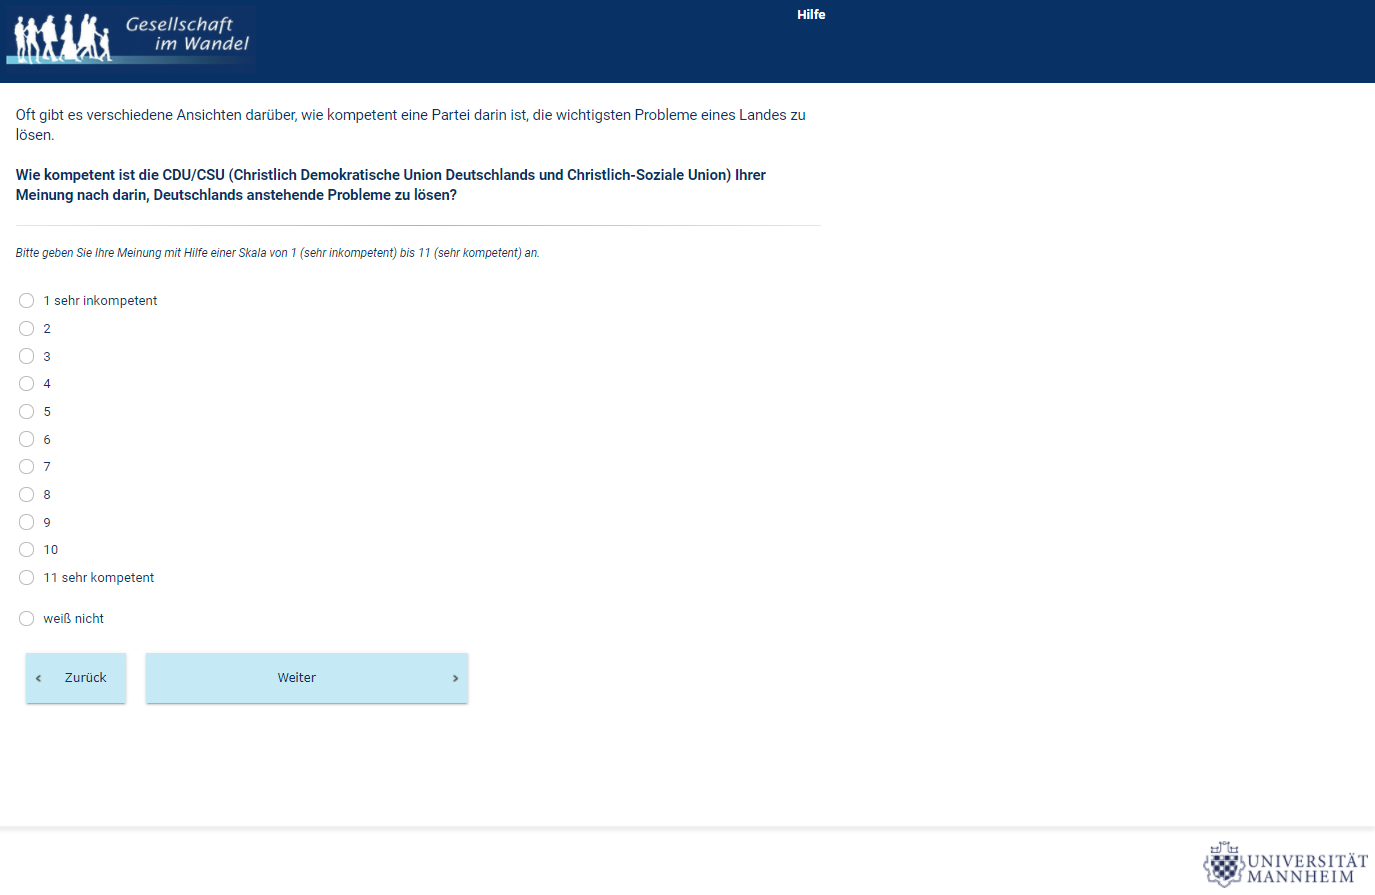 Gesellschaft
im Wandel
Hilfe
Oft gibt es verschiedene Ansichten darüber, wie kompetent eine Partei darin ist, die wichtigsten Probleme eines Landes zu
lösen.
Wie kompetent ist die CDU/CSU (Christlich Demokratische Union Deutschlands und Christlich-Soziale Union) Ihrer
Meinung nach darin, Deutschlands anstehende Probleme zu lösen?
Bitte geben Sie Ihre Meinung mit Hilfe einer Skala von 1 (sehr inkompetent) bis 11 (sehr kompetent) an.
1 sehr inkompetent
2
3
4
5
6
7
8
9
10
11 sehr kompetent
weiß nicht
‹ Zurück
Weiter ›
UNIVERSITÄT
MANNHEIM